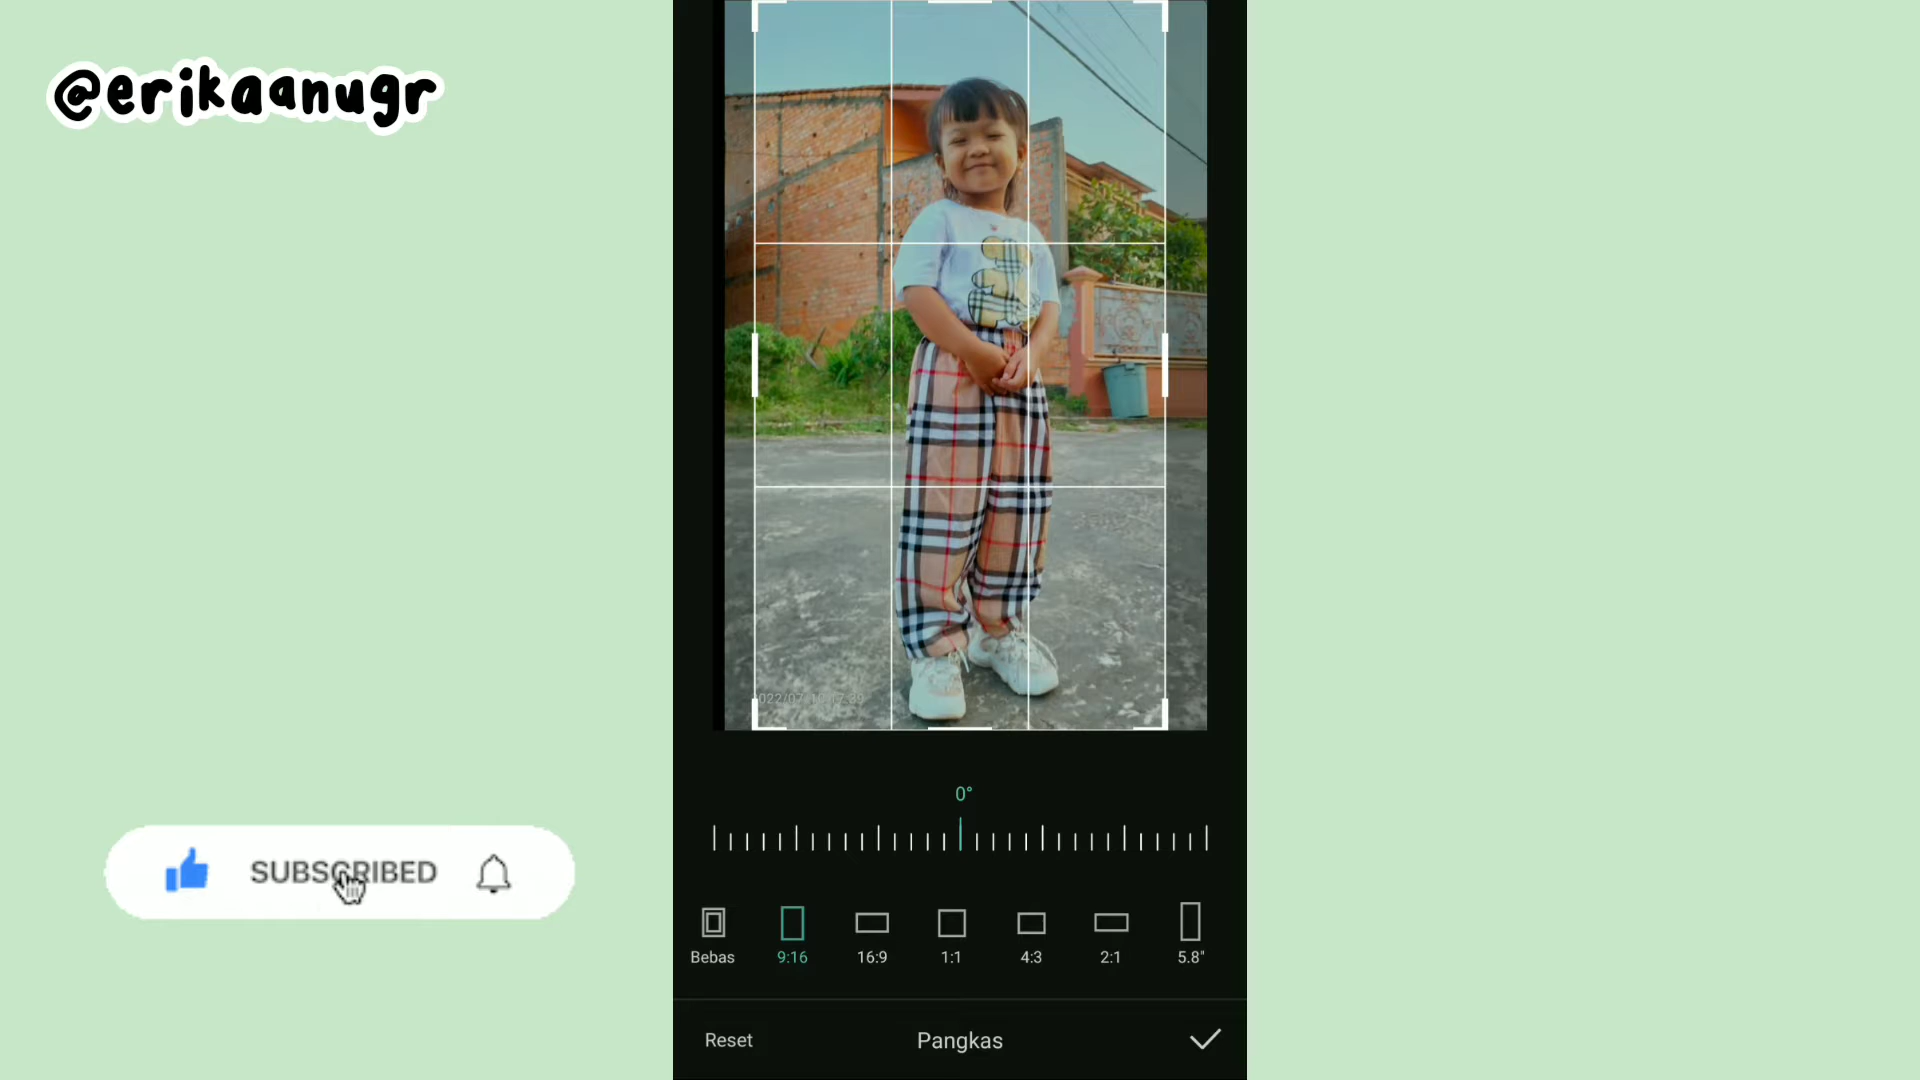 @erikaanugr
SUBSCRIBED
0°
Bebas
9:16
16:9
1:1
4:3
2:1
5.8"
Reset
Pangkas